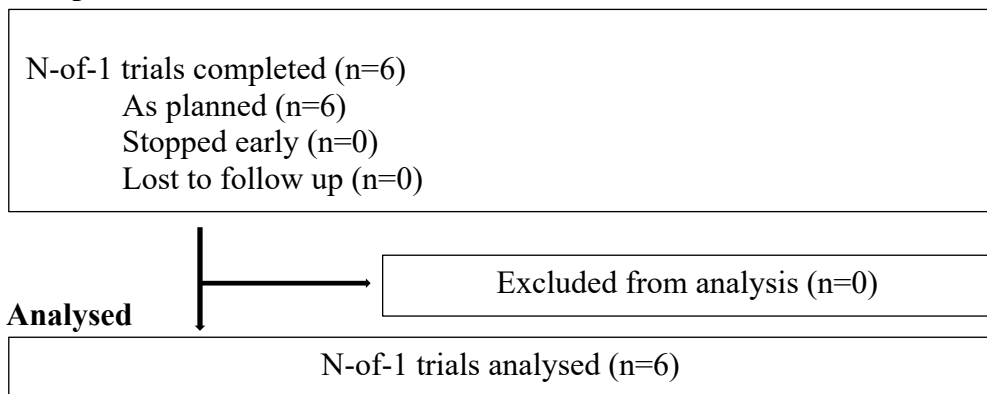 N-of-1 trials completed (n=6)
As planned (n=6)
Stopped early (n=0)
Lost to follow up (n=0)
Excluded from analysis (n=0)
Analysed
N-of-1 trials analysed (n=6)